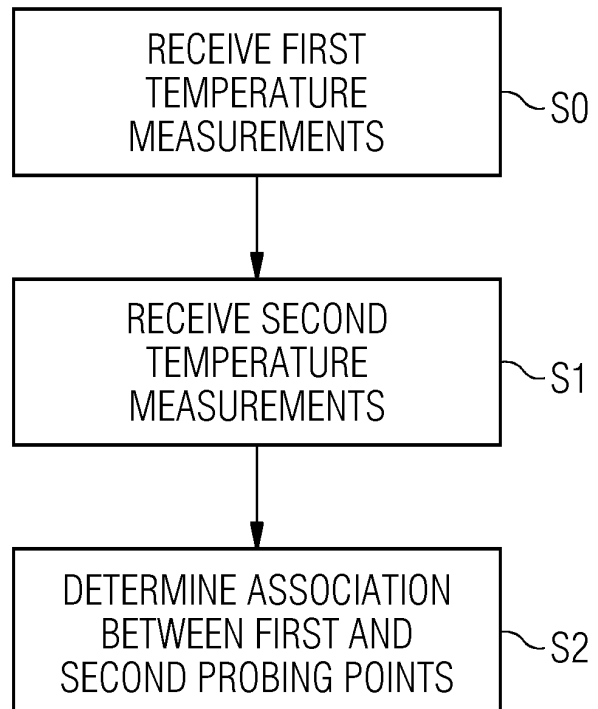 RECEIVE FIRST
TEMPERATURE
MEASUREMENTS
S0
RECEIVE SECOND
TEMPERATURE
MEASUREMENTS
S1
DETERMINE ASSOCIATION
BETWEEN FIRST AND
SECOND PROBING POINTS
S2